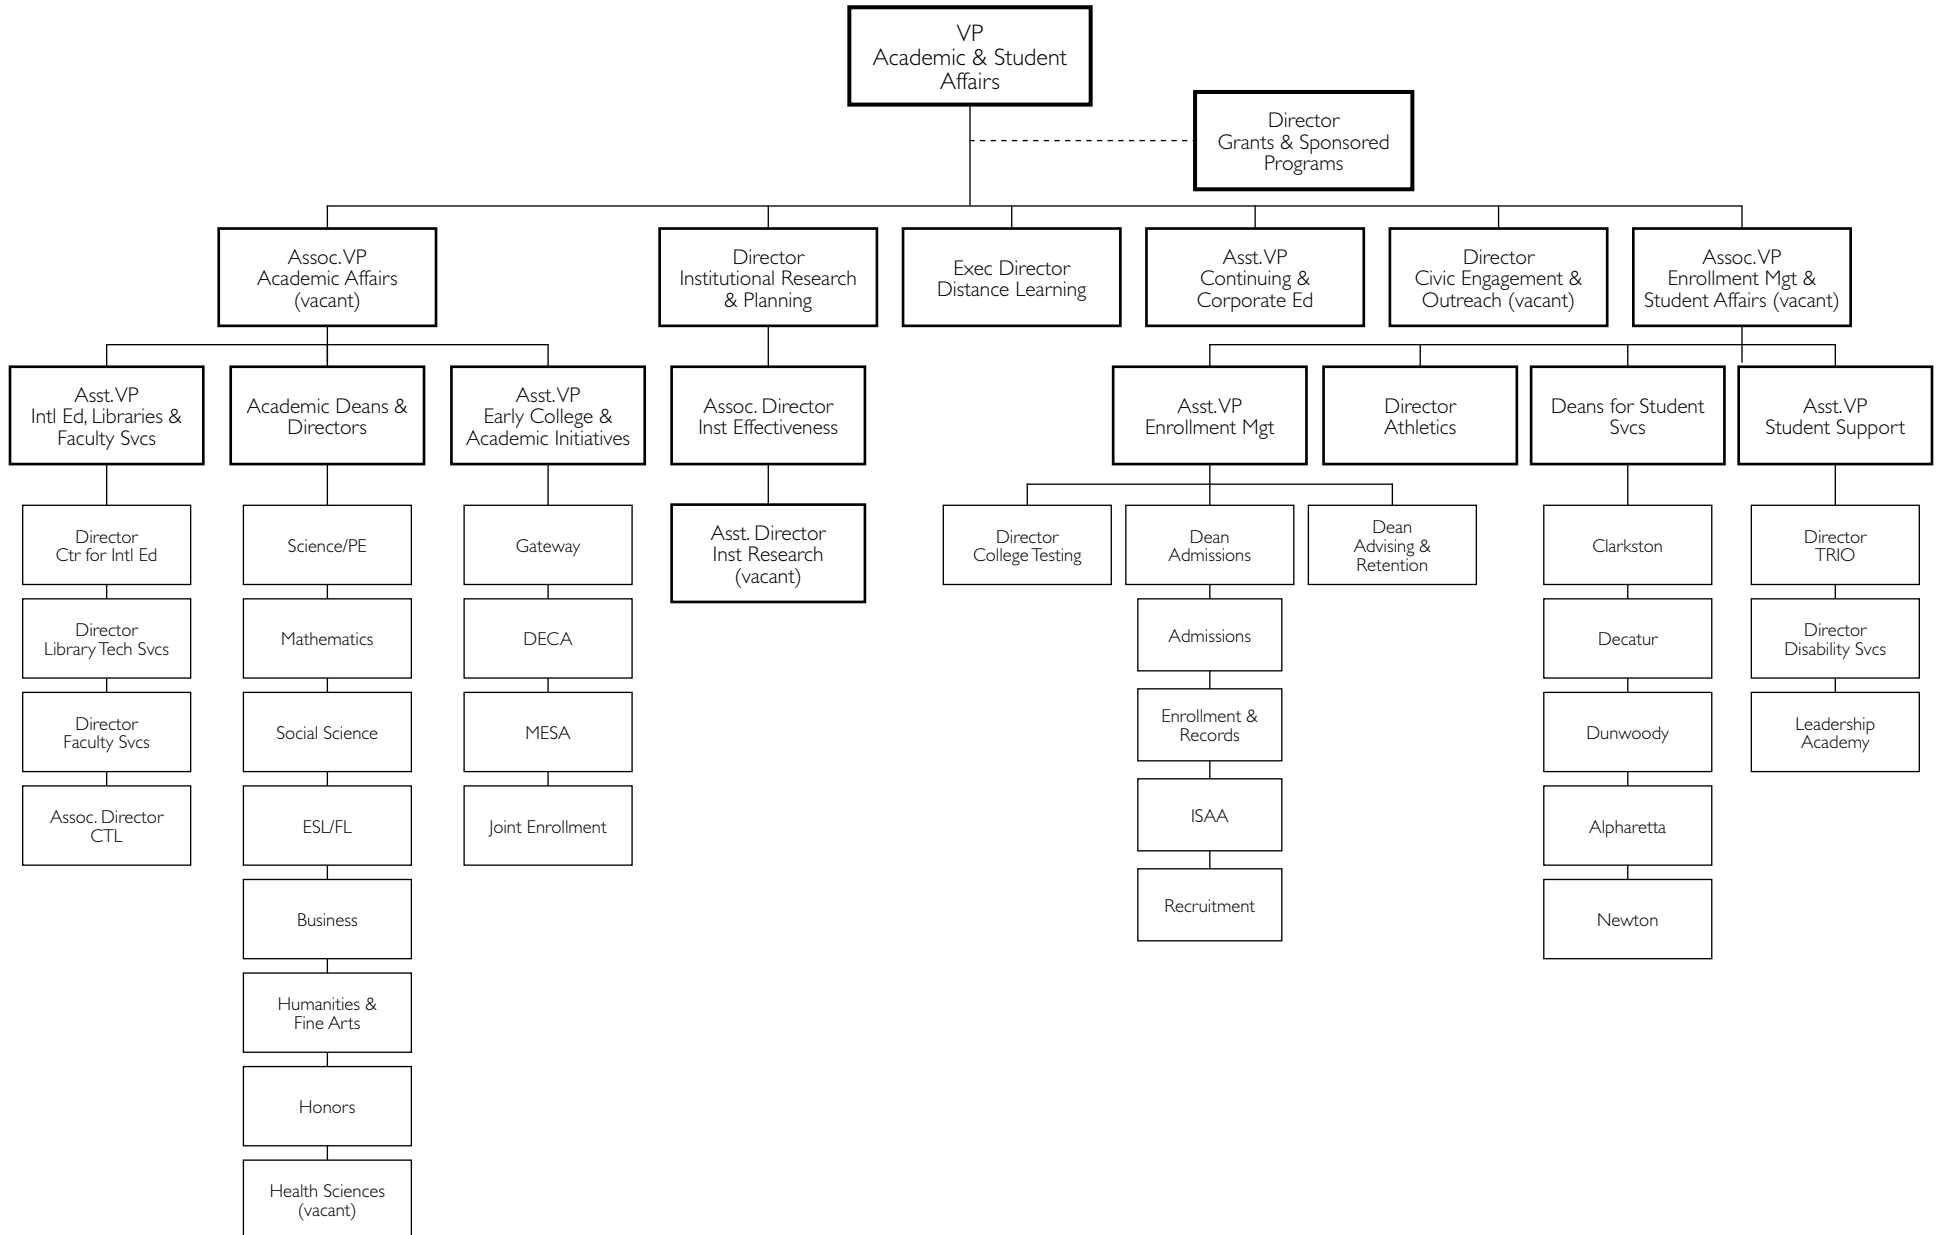 VP
Academic & Student
Affairs
Director
Grants & Sponsored
Programs
Assoc. VP
Academic Affairs
(vacant)
Director
Institutional Research
& Planning
Exec Director
Distance Learning
Asst. VP
Continuing &
Corporate Ed
Director
Civic Engagement &
Outreach (vacant)
Assoc. VP
Enrollment Mgt &
Student Affairs (vacant)
Asst. VP
Intl Ed, Libraries &
Faculty Svcs
Academic Deans &
Directors
Asst. VP
Early College &
Academic Initiatives
Assoc. Director
Inst Effectiveness
Asst. VP
Enrollment Mgt
Director
Athletics
Deans for Student
Svcs
Asst. VP
Student Support
Director
Ctr for Intl Ed
Director
Library Tech Svcs
Director
Faculty Svcs
Assoc. Director
CTL
Science/PE
Mathematics
Social Science
ESL/FL
Business
Humanities &
Fine Arts
Honors
Health Sciences
(vacant)
Gateway
DECA
MESA
Joint Enrollment
Asst. Director
Inst Research
(vacant)
Director
College Testing
Dean
Admissions
Dean
Advising &
Retention
Admissions
Enrollment &
Records
ISAA
Recruitment
Clarkston
Decatur
Dunwoody
Alpharetta
Newton
Director
TRIO
Director
Disability Svcs
Leadership
Academy